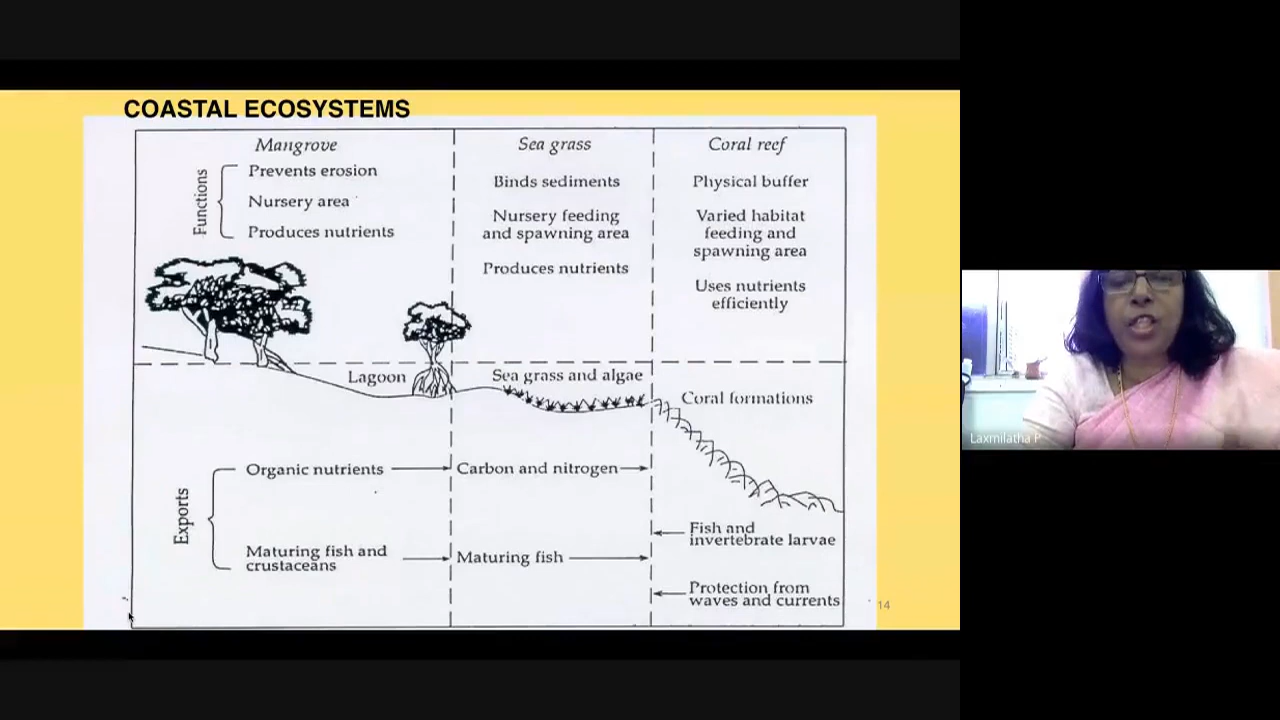 COASTAL ECOSYSTEMS
Mangrove
Functions
Prevents erosion
Nursery area
Produces nutrients
Sea grass
Binds sediments
Nursery feeding
and spawning area
Produces nutrients
Coral reef
Physical buffer
Varied habitat
feeding and
spawning area
Uses nutrients
efficiently
Lagoon
Sea grass and algae
Coral formations
Exports
Organic nutrients
Carbon and nitrogen
Maturing fish and
crustaceans
Maturing fish
Fish and
invertebrate larvae
Protection from
waves and currents
14
Laxmilatha P